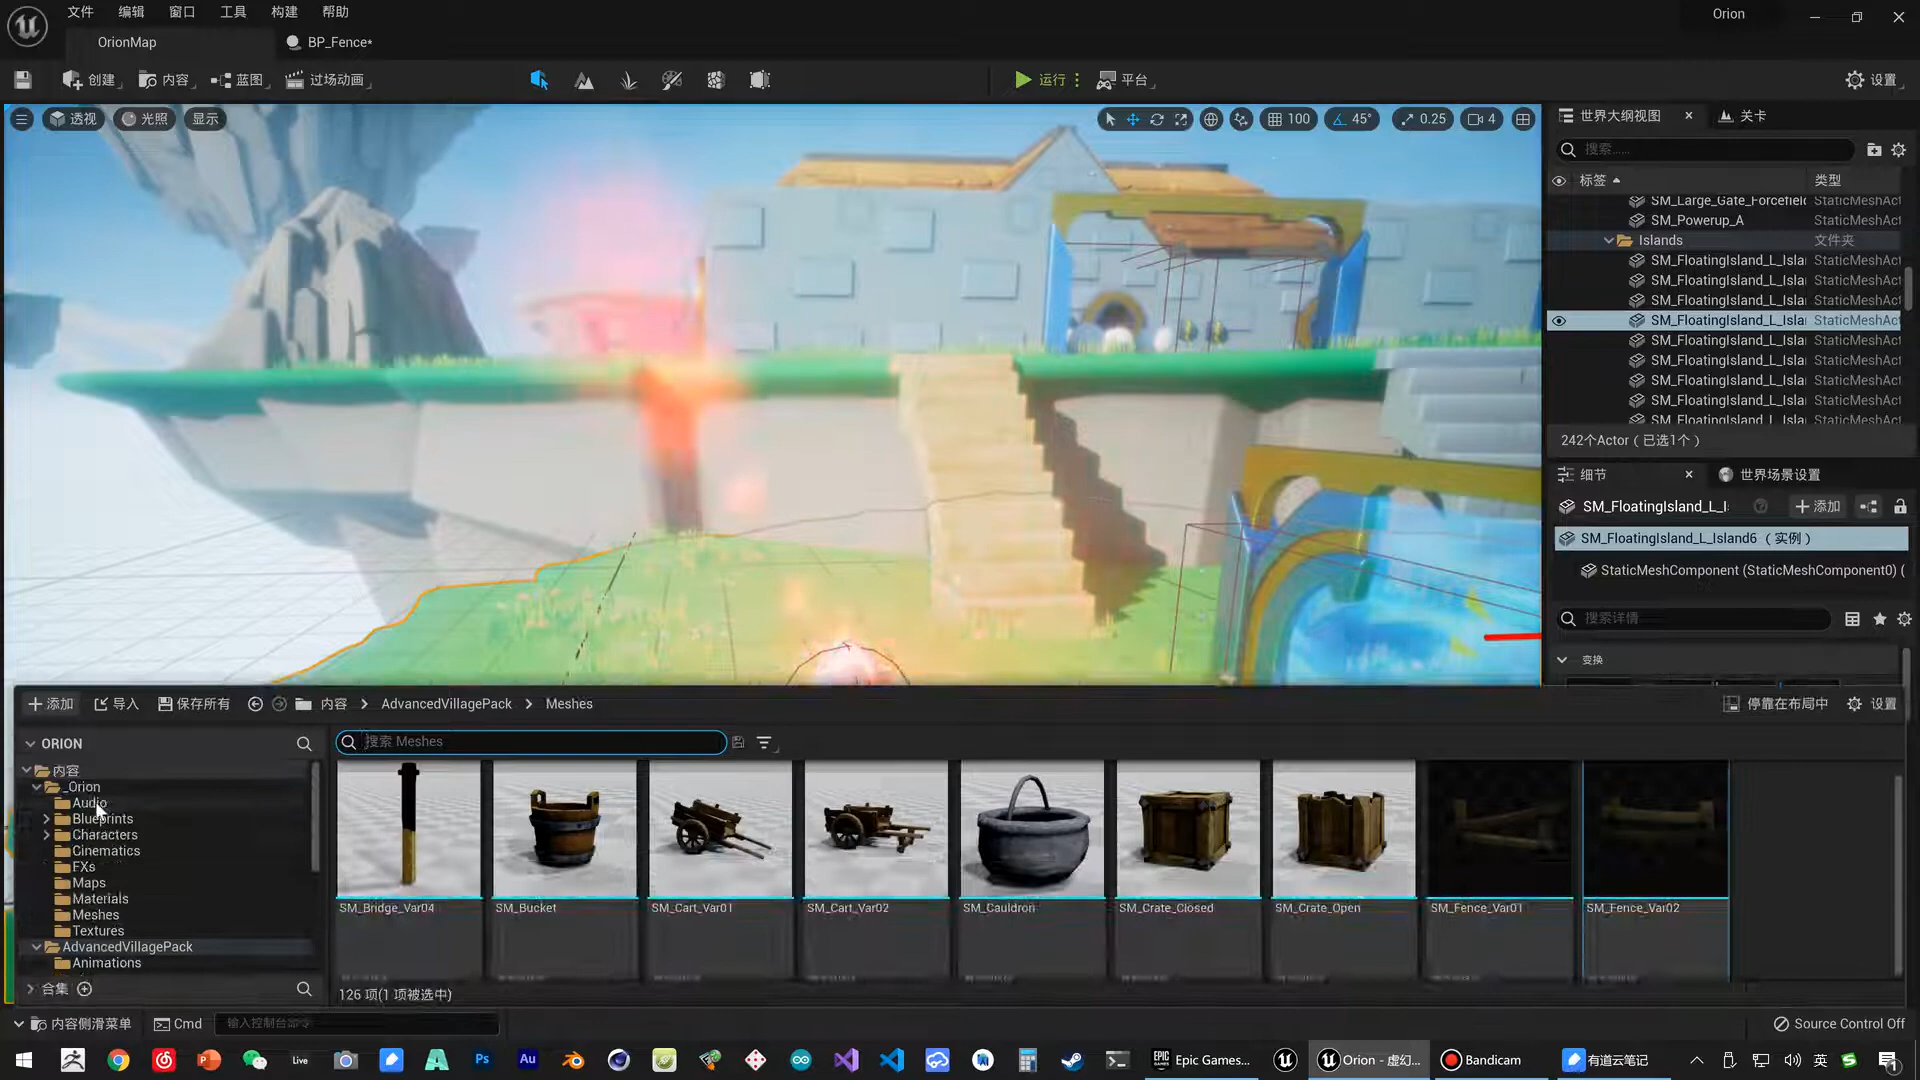 文件 编辑 窗口 工具 构建 帮助
Orion
OrionMap
BP_Fence*
创建 内容 蓝图 过场动画
运行 平台
设置
透视 光照 显示
100 45° 0.25 4
世界大纲视图 关卡
搜索......
标签 类型
SM_Large_Gate_Forcefiel StaticMeshAct
SM_Powerup_A StaticMeshAct
Islands 文件夹
SM_FloatingIsland_L_Isla StaticMeshAct
SM_FloatingIsland_L_Isla StaticMeshAct
SM_FloatingIsland_L_Isla StaticMeshAct
SM_FloatingIsland_L_Isla StaticMeshAct
SM_FloatingIsland_L_Isla StaticMeshAct
SM_FloatingIsland_L_Isla StaticMeshAct
SM_FloatingIsland_L_Isla StaticMeshAct
SM_FloatingIsland_L_Isla StaticMeshAct
SM_FloatingIsland_L_Isla StaticMeshAct
242个Actor（已选1个）
细节 世界场景设置
SM_FloatingIsland_L_I 添加
SM_FloatingIsland_L_Island6（实例）
StaticMeshComponent (StaticMeshComponent0) (
搜索详情
变换
添加 导入 保存所有 内容 AdvancedVillagePack Meshes
停靠在布局中 设置
ORION
搜索 Meshes
内容
_Orion
Audio
Blueprints
Characters
Cinematics
FXs
Maps
Materials
Meshes
Textures
AdvancedVillagePack
Animations
合集
SM_Bridge_Var04 SM_Bucket SM_Cart_Var01 SM_Cart_Var02 SM_Cauldron SM_Crate_Closed SM_Crate_Open SM_Fence_Var01 SM_Fence_Var02
126 项(1 项被选中)
内容侧滑菜单 Cmd 输入控制台命令
Source Control Off
Live Ps Au EPIC GAMES Epic Games... Orion - 虚幻... Bandicam 有道云笔记 英 1